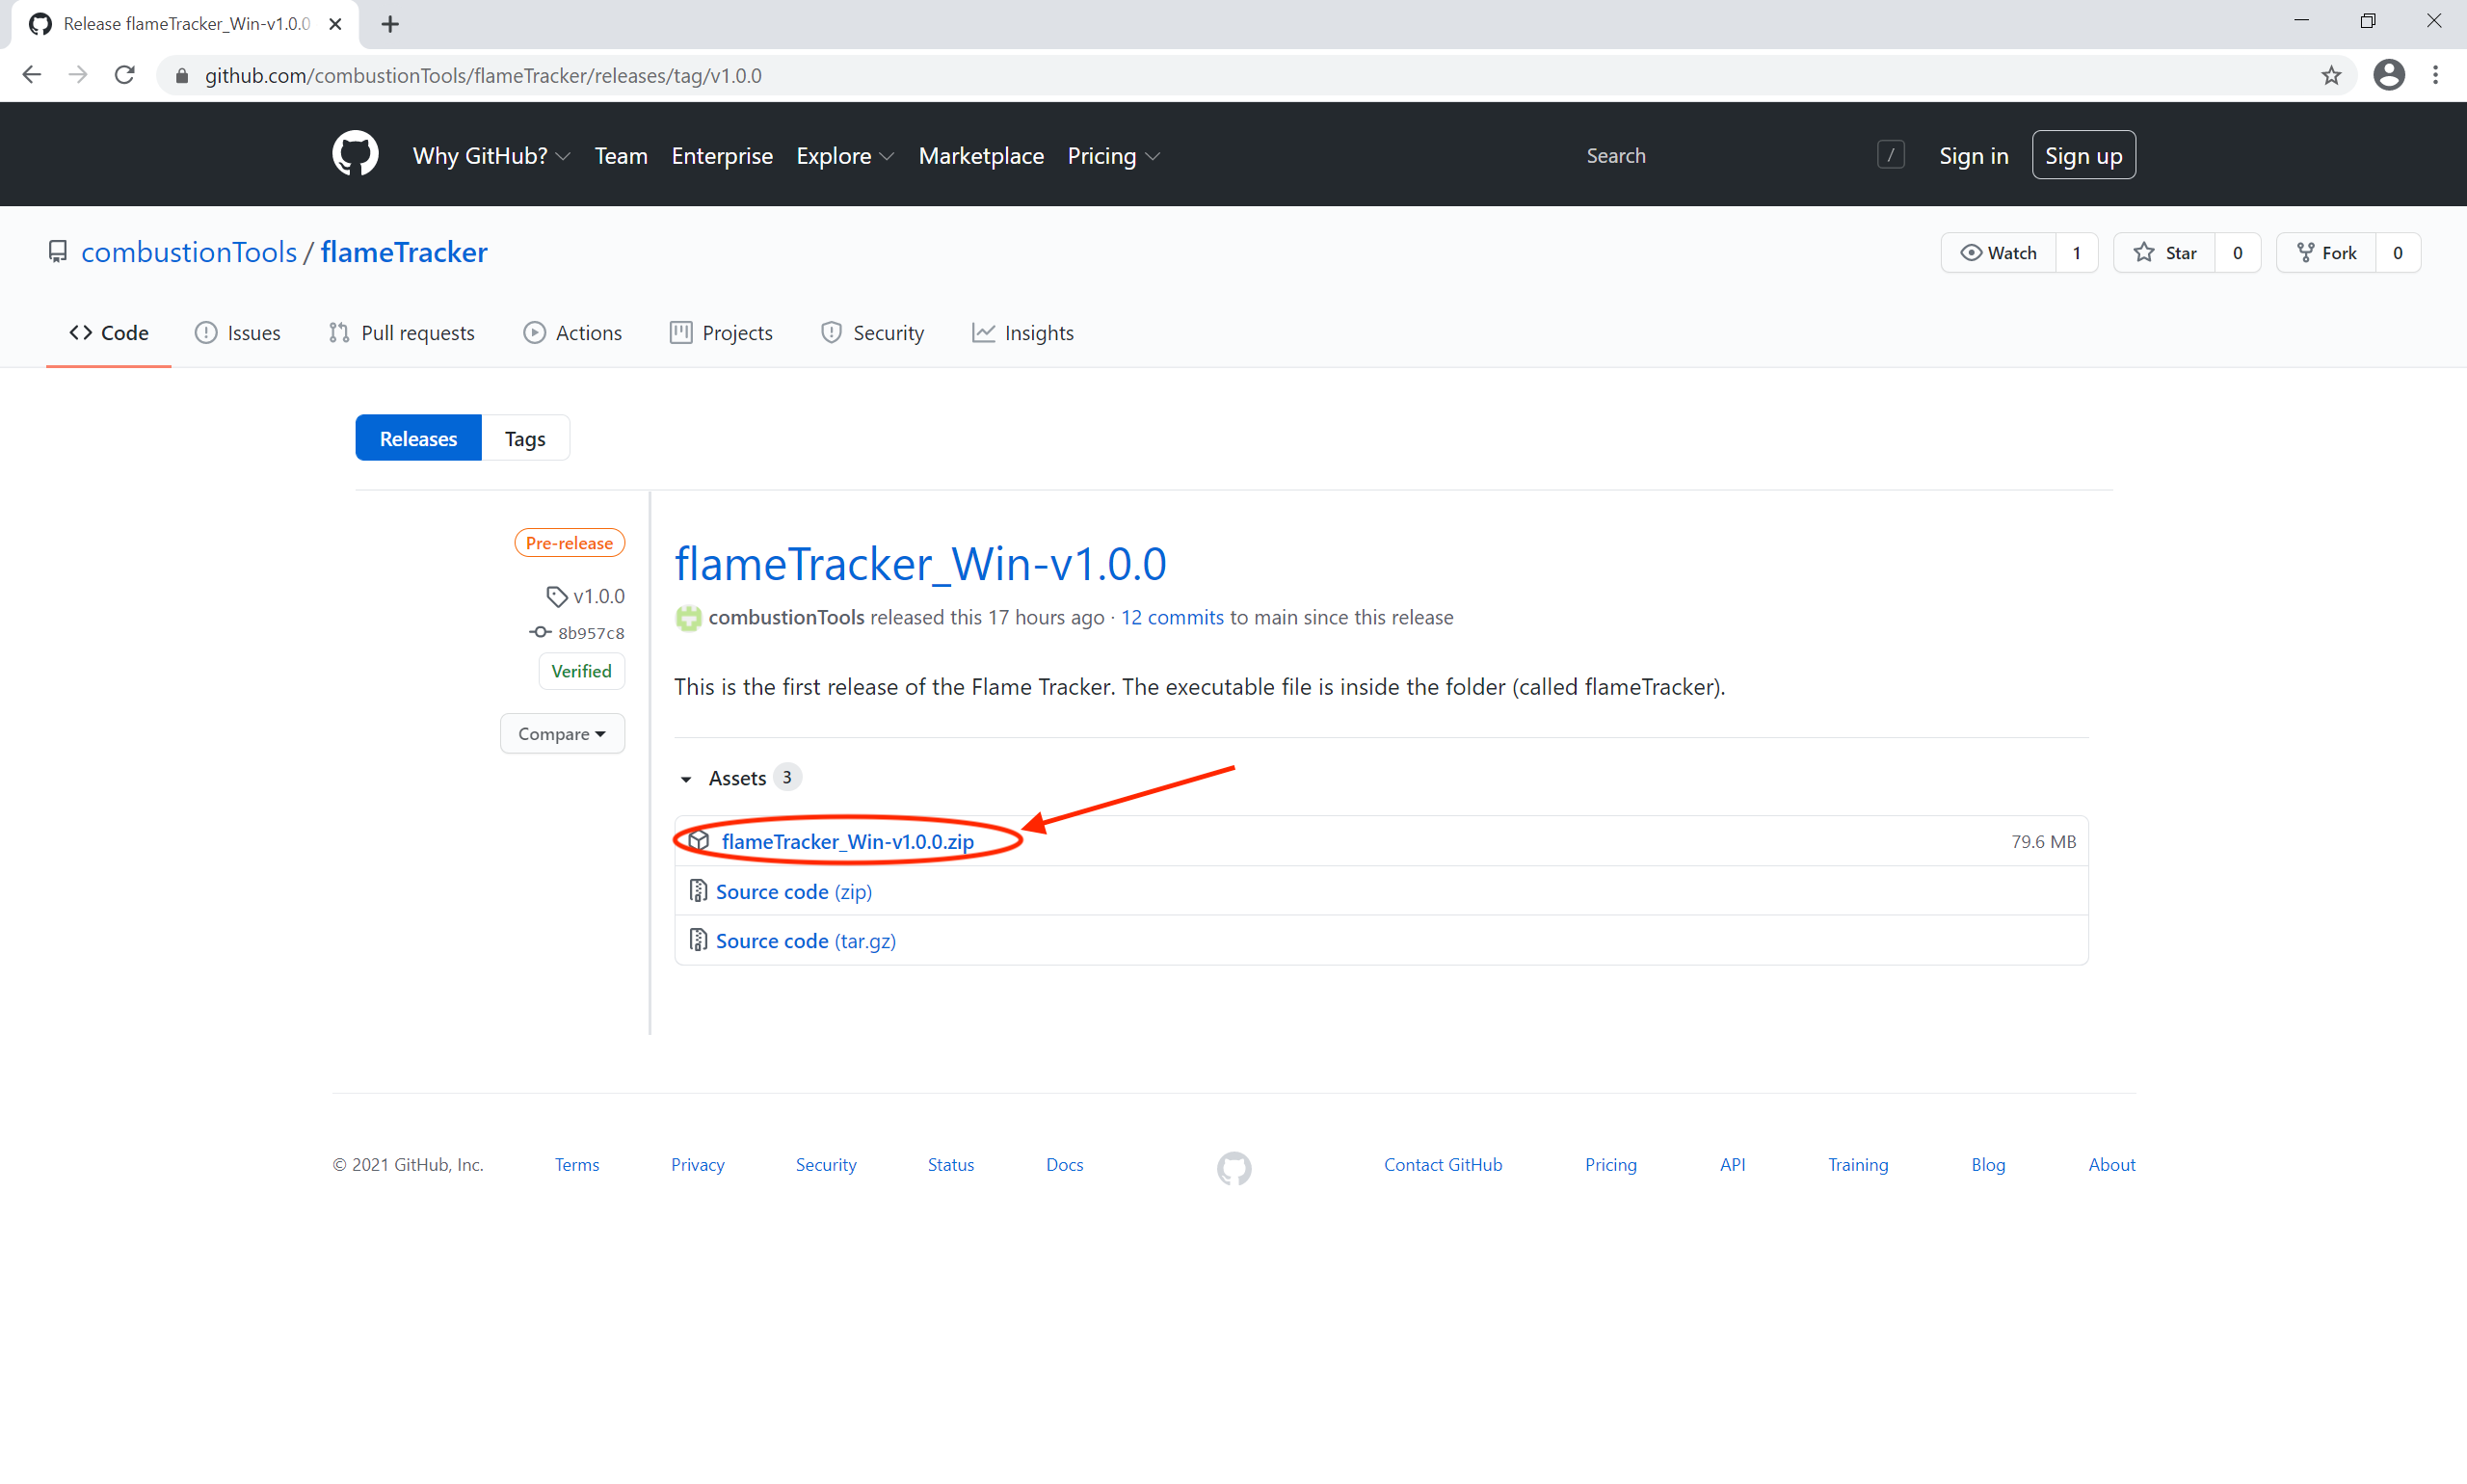 Release flameTracker_Win-v1.0.0
github.com/combustionTools/flameTracker/releases/tag/v1.0.0
Why GitHub? Team Enterprise Explore Marketplace Pricing Search / Sign in Sign up
combustionTools / flameTracker Watch 1 Star 0 Fork 0
Code Issues Pull requests Actions Projects Security Insights
Releases Tags
Pre-release
v1.0.0
8b957c8
Verified
Compare
flameTracker_Win-v1.0.0
combustionTools released this 17 hours ago · 12 commits to main since this release
This is the first release of the Flame Tracker. The executable file is inside the folder (called flameTracker).
Assets 3
flameTracker_Win-v1.0.0.zip 79.6 MB
Source code (zip)
Source code (tar.gz)
© 2021 GitHub, Inc. Terms Privacy Security Status Docs Contact GitHub Pricing API Training Blog About